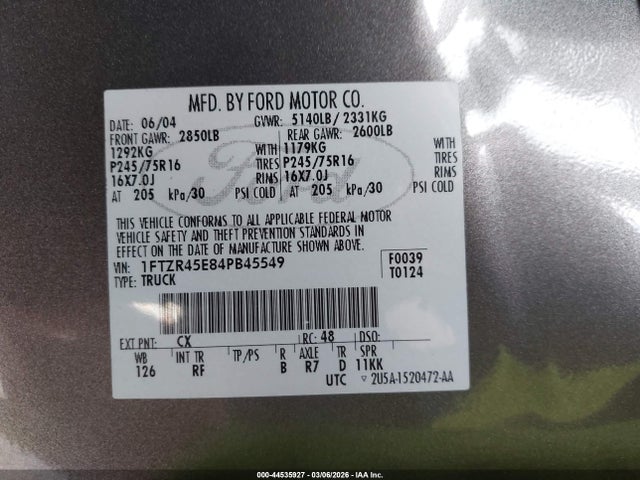 MFD. BY FORD MOTOR CO.
DATE: 06/04 GVWR: 5140LB/ 2331KG
FRONT GAWR: 2850LB REAR GAWR: 2600LB
1292KG WITH 1179KG WITH
P245/75R16 TIRES P245/75R16 TIRES
16X7.0J RIMS 16X7.0J RIMS
AT 205 kPa/30 PSI COLD AT 205 kPa/30 PSI COLD
Ford
THIS VEHICLE CONFORMS TO ALL APPLICABLE FEDERAL MOTOR
VEHICLE SAFETY AND THEFT PREVENTION STANDARDS IN
EFFECT ON THE DATE OF MANUFACTURE SHOWN ABOVE.
VIN: 1FTZR45E84PB45549 F0039
TYPE: TRUCK T0124
EXT PNT: CX RC: 48 DSO:
WB INT TR TP/PS R AXLE TR SPR
126 RF B R7 D 11KK
UTC ▽ 2U5A-1520472-AA
000-44535927 - 03/06/2026 - IAA Inc.